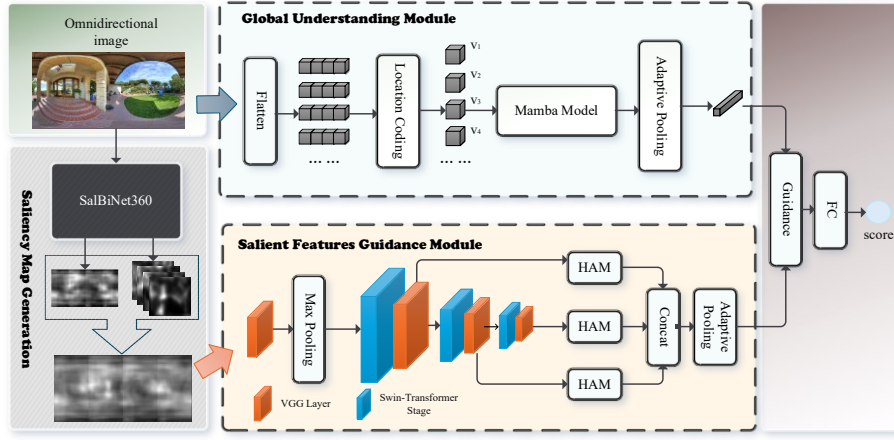 Omnidirectional
image
Global Understanding Module
Flatten
... ...
Location Coding
V1
V2
V3
V4
... ...
Mamba Model
Adaptive Pooling
Saliency Map Generation
SalBiNet360
Salient Features Guidance Module
Max Pooling
HAM
HAM
HAM
Concat
Adaptive
Pooling
VGG Layer
Swin-Transformer
Stage
Guidance
FC
score